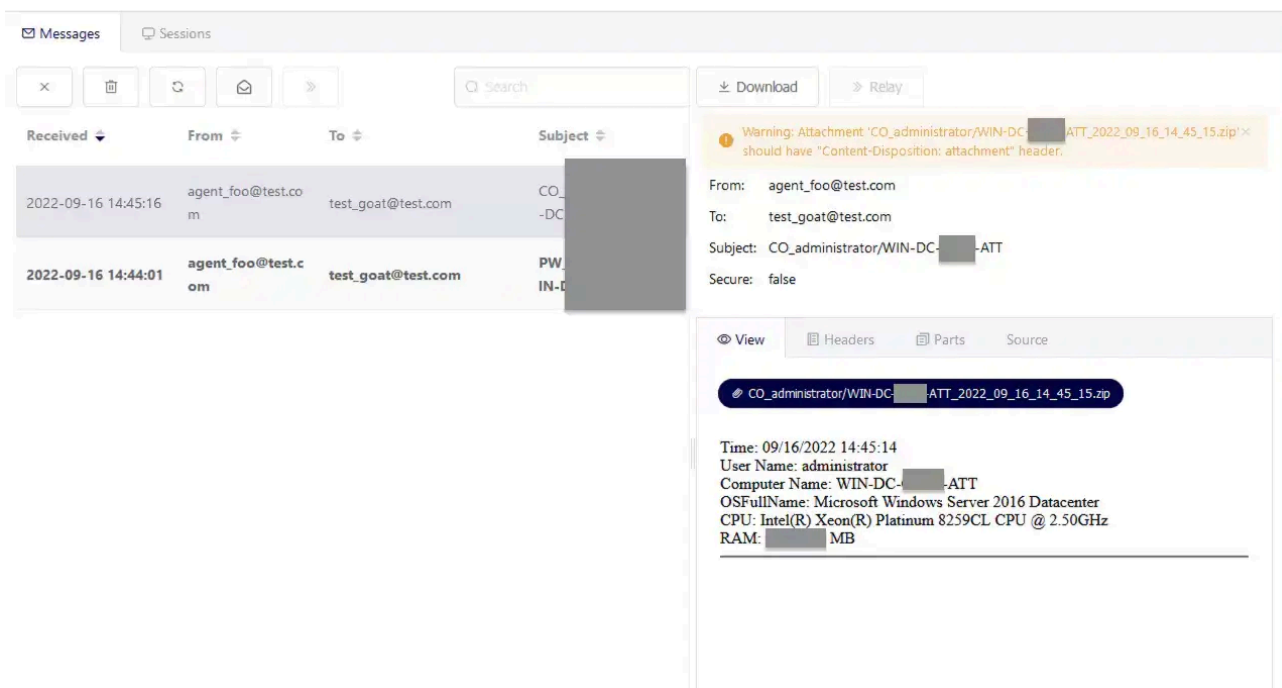 Messages
Sessions
Search
Download
Relay
Received
From
To
Subject
Warning: Attachment 'CO_administrator/WIN-DC- ATT_2022_09_16_14_45_15.zip'
should have "Content-Disposition: attachment" header.
2022-09-16 14:45:16
agent_foo@test.co
m
test_goat@test.com
CO_
-DC
2022-09-16 14:44:01
agent_foo@test.c
om
test_goat@test.com
PW_
IN-
From: agent_foo@test.com
To: test_goat@test.com
Subject: CO_administrator/WIN-DC- -ATT
Secure: false
View
Headers
Parts
Source
CO_administrator/WIN-DC- -ATT_2022_09_16_14_45_15.zip
Time: 09/16/2022 14:45:14
User Name: administrator
Computer Name: WIN-DC- -ATT
OSFullName: Microsoft Windows Server 2016 Datacenter
CPU: Intel(R) Xeon(R) Platinum 8259CL CPU @ 2.50GHz
RAM: MB